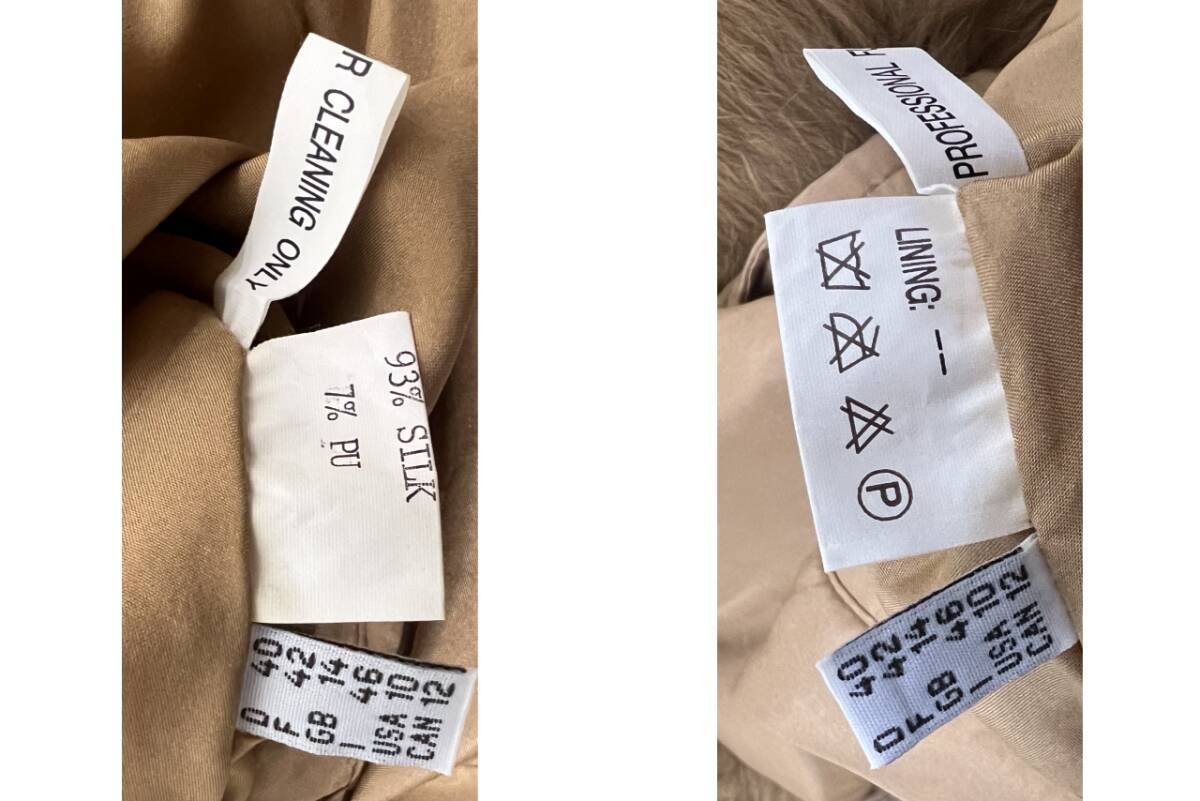 R CLEANING ONLY
93% SILK
7% PU
D 40
F 42
GB 14
I 46
USA 10
CAN 12
PROFESSIONAL
LINING: --
P
D 40
F 42
GB 14
I 46
USA 10
CAN 12